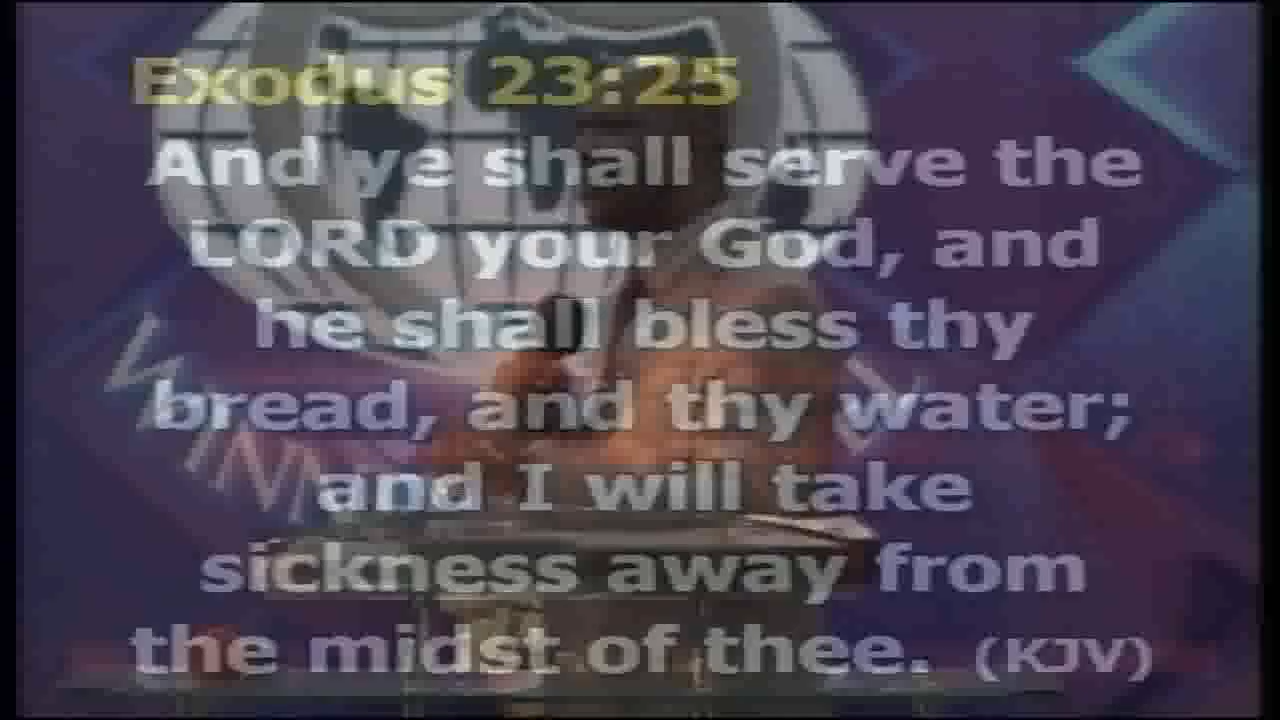 Exodus 23:25
And ye shall serve the
LORD your God, and
he shall bless thy
bread, and thy water;
and I will take
sickness away from
the midst of thee. (KJV)